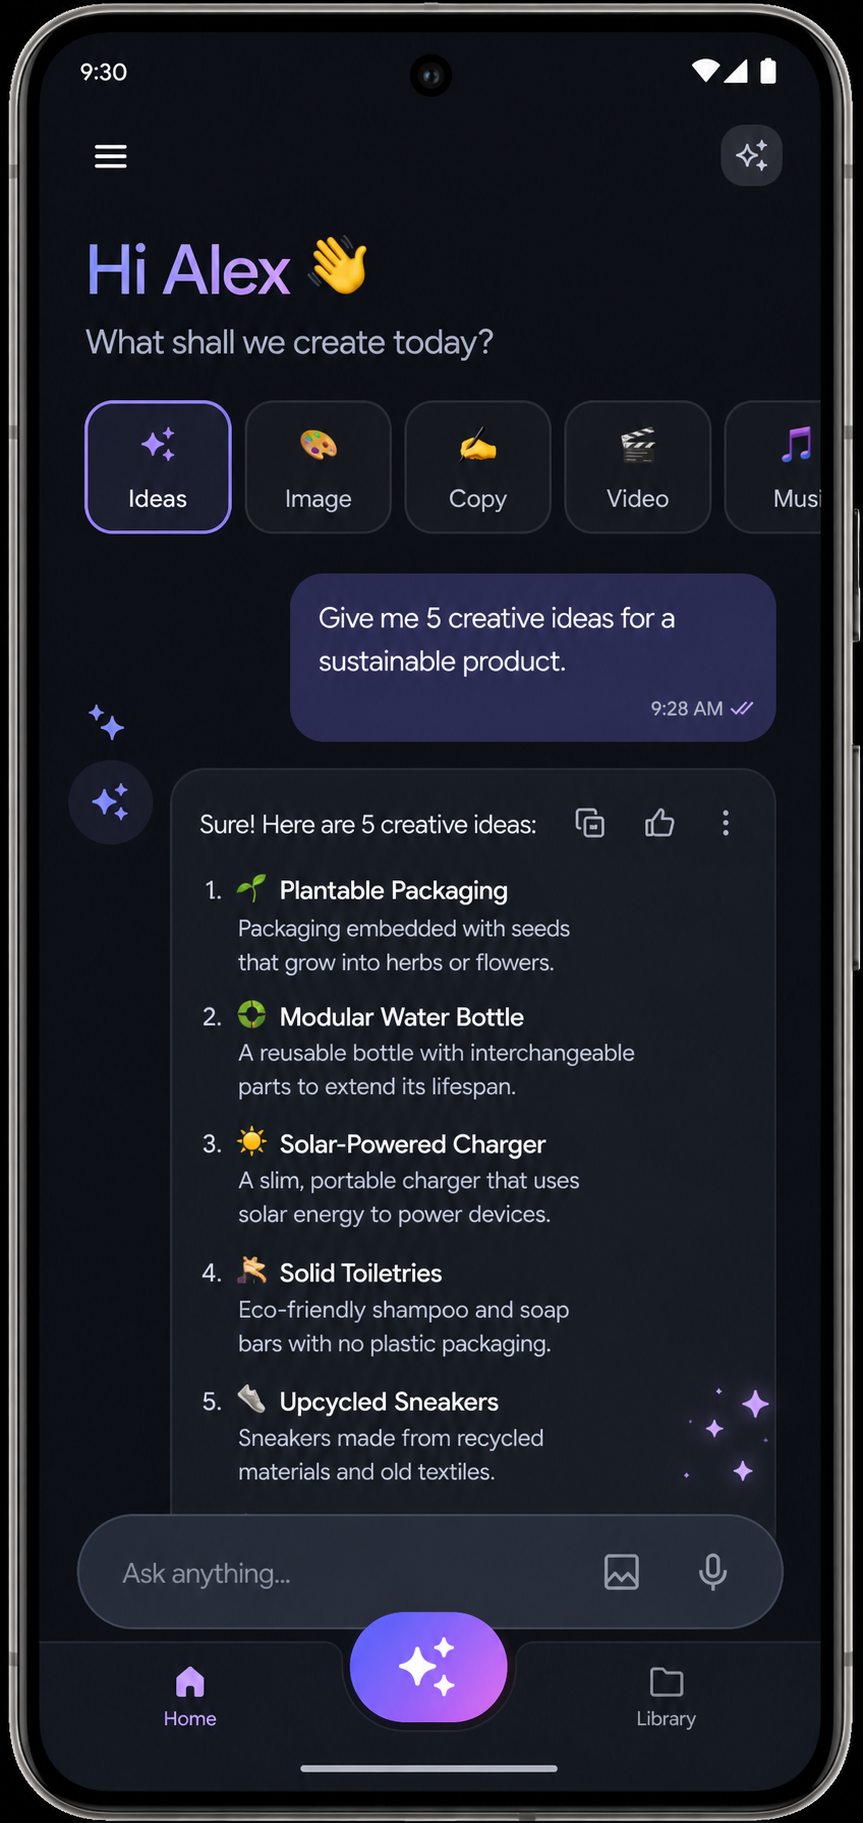 9:30
Hi Alex 👋
What shall we create today?
Ideas
Image
Copy
Video
Musi
Give me 5 creative ideas for a
sustainable product.
9:28 AM
Sure! Here are 5 creative ideas:
1. 🌱 Plantable Packaging
Packaging embedded with seeds
that grow into herbs or flowers.
2. Modular Water Bottle
A reusable bottle with interchangeable
parts to extend its lifespan.
3. ☀️ Solar-Powered Charger
A slim, portable charger that uses
solar energy to power devices.
4. Solid Toiletries
Eco-friendly shampoo and soap
bars with no plastic packaging.
5. 👟 Upcycled Sneakers
Sneakers made from recycled
materials and old textiles.
Ask anything...
Home
Library